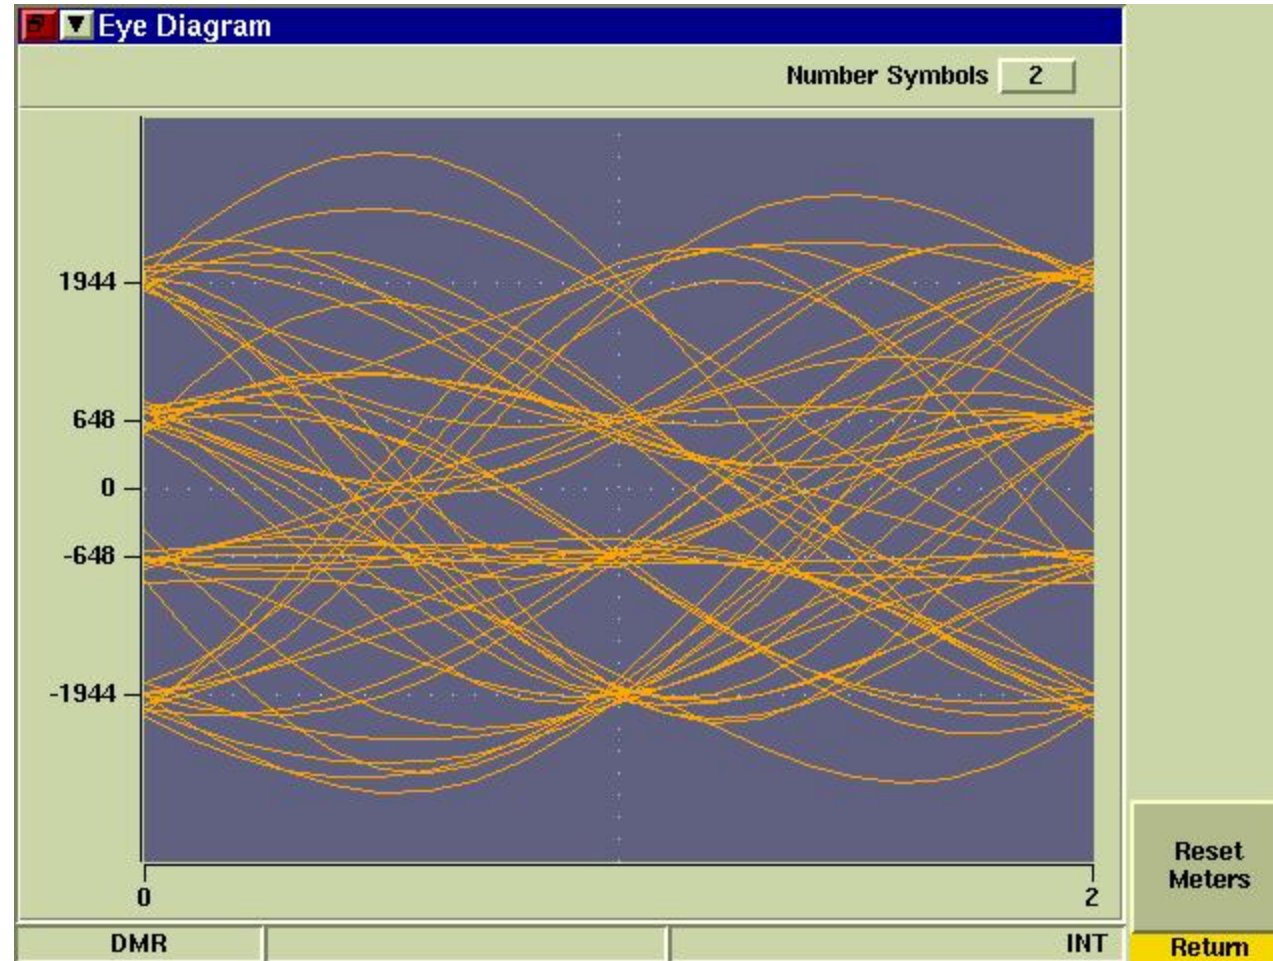 Eye Diagram
Number Symbols 2
1944
648
0
-648
-1944
0 2
Reset
Meters
DMR INT Return